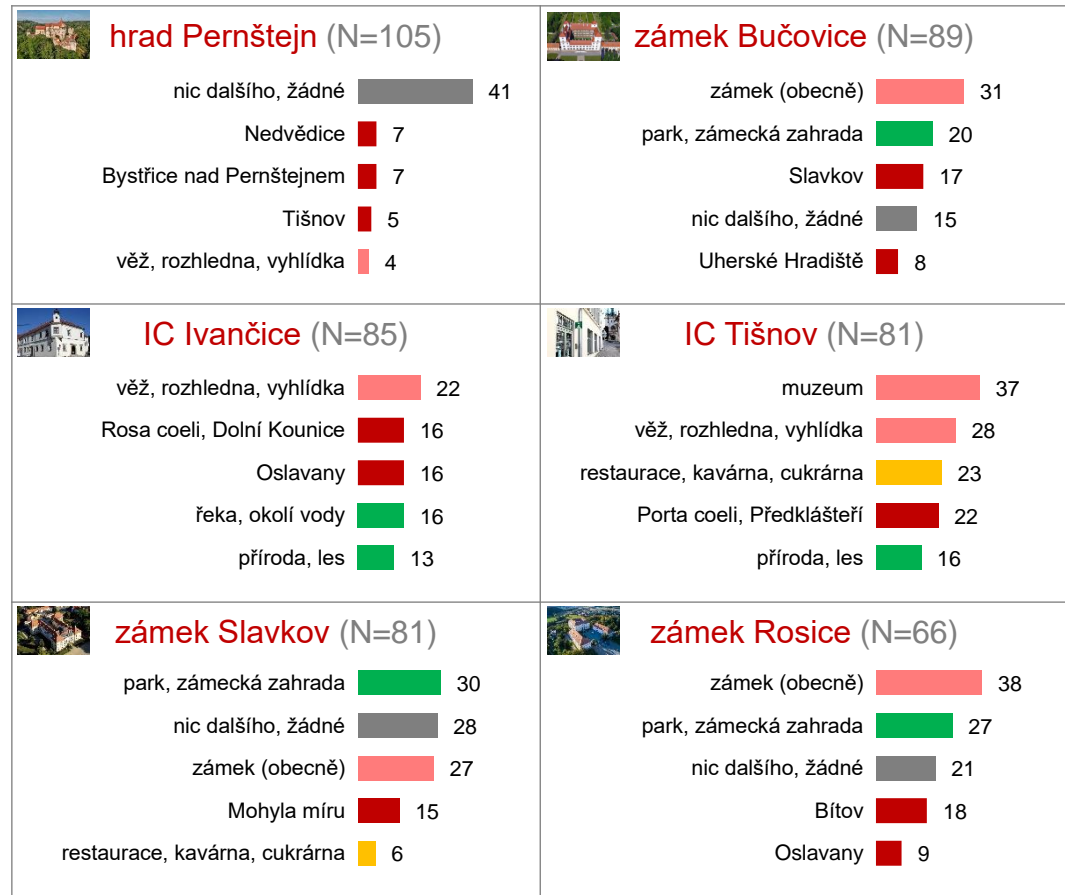 hrad Pernštejn (N=105)
nic dalšího, žádné 41
Nedvědice 7
Bystřice nad Pernštejnem 7
Tišnov 5
věž, rozhledna, vyhlídka 4
zámek Bučovice (N=89)
zámek (obecně) 31
park, zámecká zahrada 20
Slavkov 17
nic dalšího, žádné 15
Uherské Hradiště 8
IC Ivančice (N=85)
věž, rozhledna, vyhlídka 22
Rosa coeli, Dolní Kounice 16
Oslavany 16
řeka, okolí vody 16
příroda, les 13
IC Tišnov (N=81)
muzeum 37
věž, rozhledna, vyhlídka 28
restaurace, kavárna, cukrárna 23
Porta coeli, Předklášteří 22
příroda, les 16
zámek Slavkov (N=81)
park, zámecká zahrada 30
nic dalšího, žádné 28
zámek (obecně) 27
Mohyla míru 15
restaurace, kavárna, cukrárna 6
zámek Rosice (N=66)
zámek (obecně) 38
park, zámecká zahrada 27
nic dalšího, žádné 21
Bítov 18
Oslavany 9